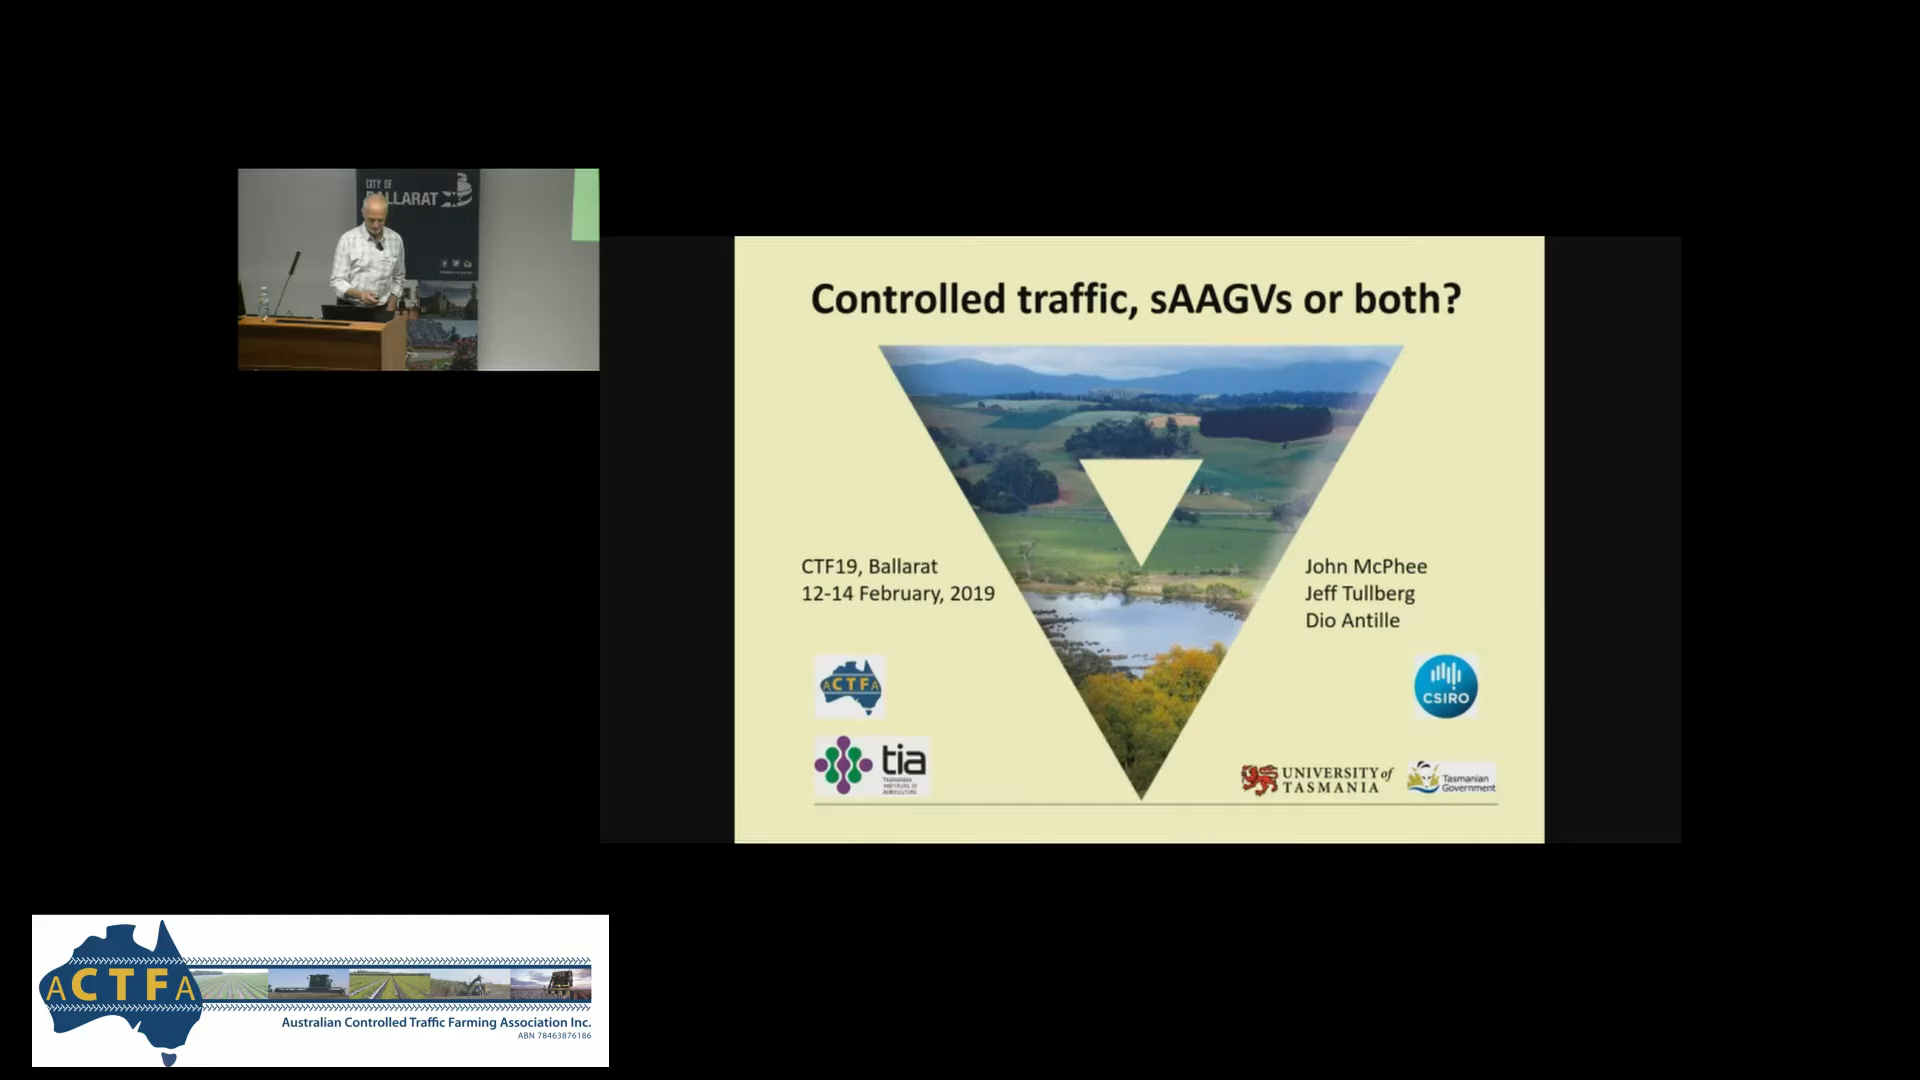 CITY OF
BALLARAT
Controlled traffic, sAAGVs or both?
CTF19, Ballarat
12-14 February, 2019
John McPhee
Jeff Tullberg
Dio Antille
ACTFA
CSIRO
tia
TASMANIAN
INSTITUTE OF
AGRICULTURE
UNIVERSITY of
TASMANIA
Tasmanian
Government
ACTFA
Australian Controlled Traffic Farming Association Inc.
ABN 78463876186